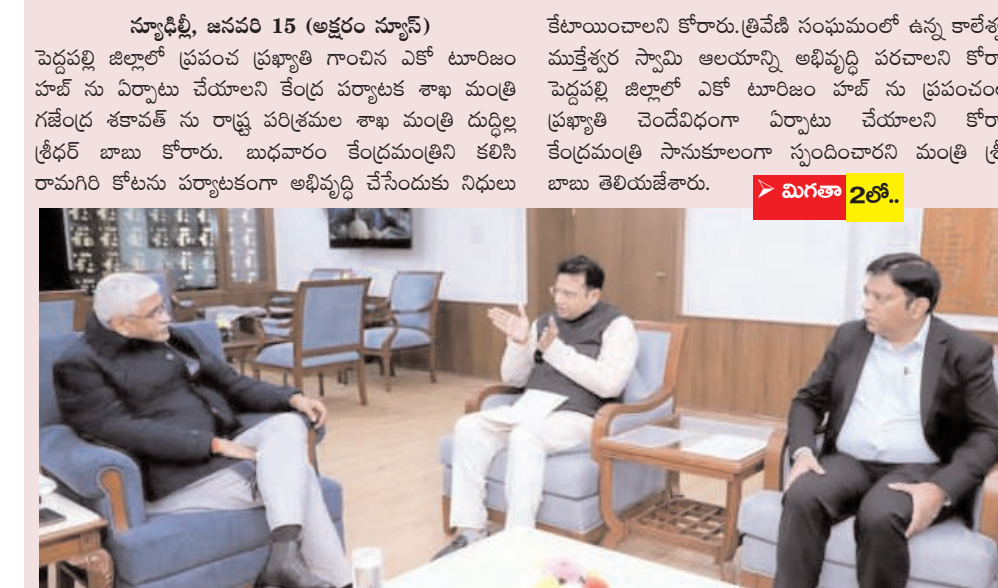 న్యూఢిల్లీ, జనవరి 15 (అక్షరం న్యూస్)
పెద్దపల్లి జిల్లాలో ప్రపంచ ప్రఖ్యాతి గాంచిన ఎకో టూరిజం
హబ్ ను ఏర్పాటు చేయాలని కేంద్ర పర్యాటక శాఖ మంత్రి
గజేంద్ర శకావత్ ను రాష్ట్ర పరిశ్రమల శాఖ మంత్రి దుద్దిల్ల
శ్రీధర్ బాబు కోరారు. బుధవారం కేంద్రమంత్రిని కలిసి
రామగిరి కోటను పర్యాటకంగా అభివృద్ధి చేసేందుకు నిధులు
కేటాయించాలని కోరారు.త్రివేణి సంఘమంలో ఉన్న
ముక్తేశ్వర స్వామి ఆలయాన్ని అభివృద్ధి పరచాలని
పెద్దపల్లి జిల్లాలో ఎకో టూరిజం హబ్ ను
ప్రఖ్యాతి చెందేవిధంగా ఏర్పాటు చేయాలని
కేంద్రమంత్రి సానుకూలంగా స్పందించారని మంత్రి
బాబు తెలియజేశారు.
➢ మిగతా 2లో..